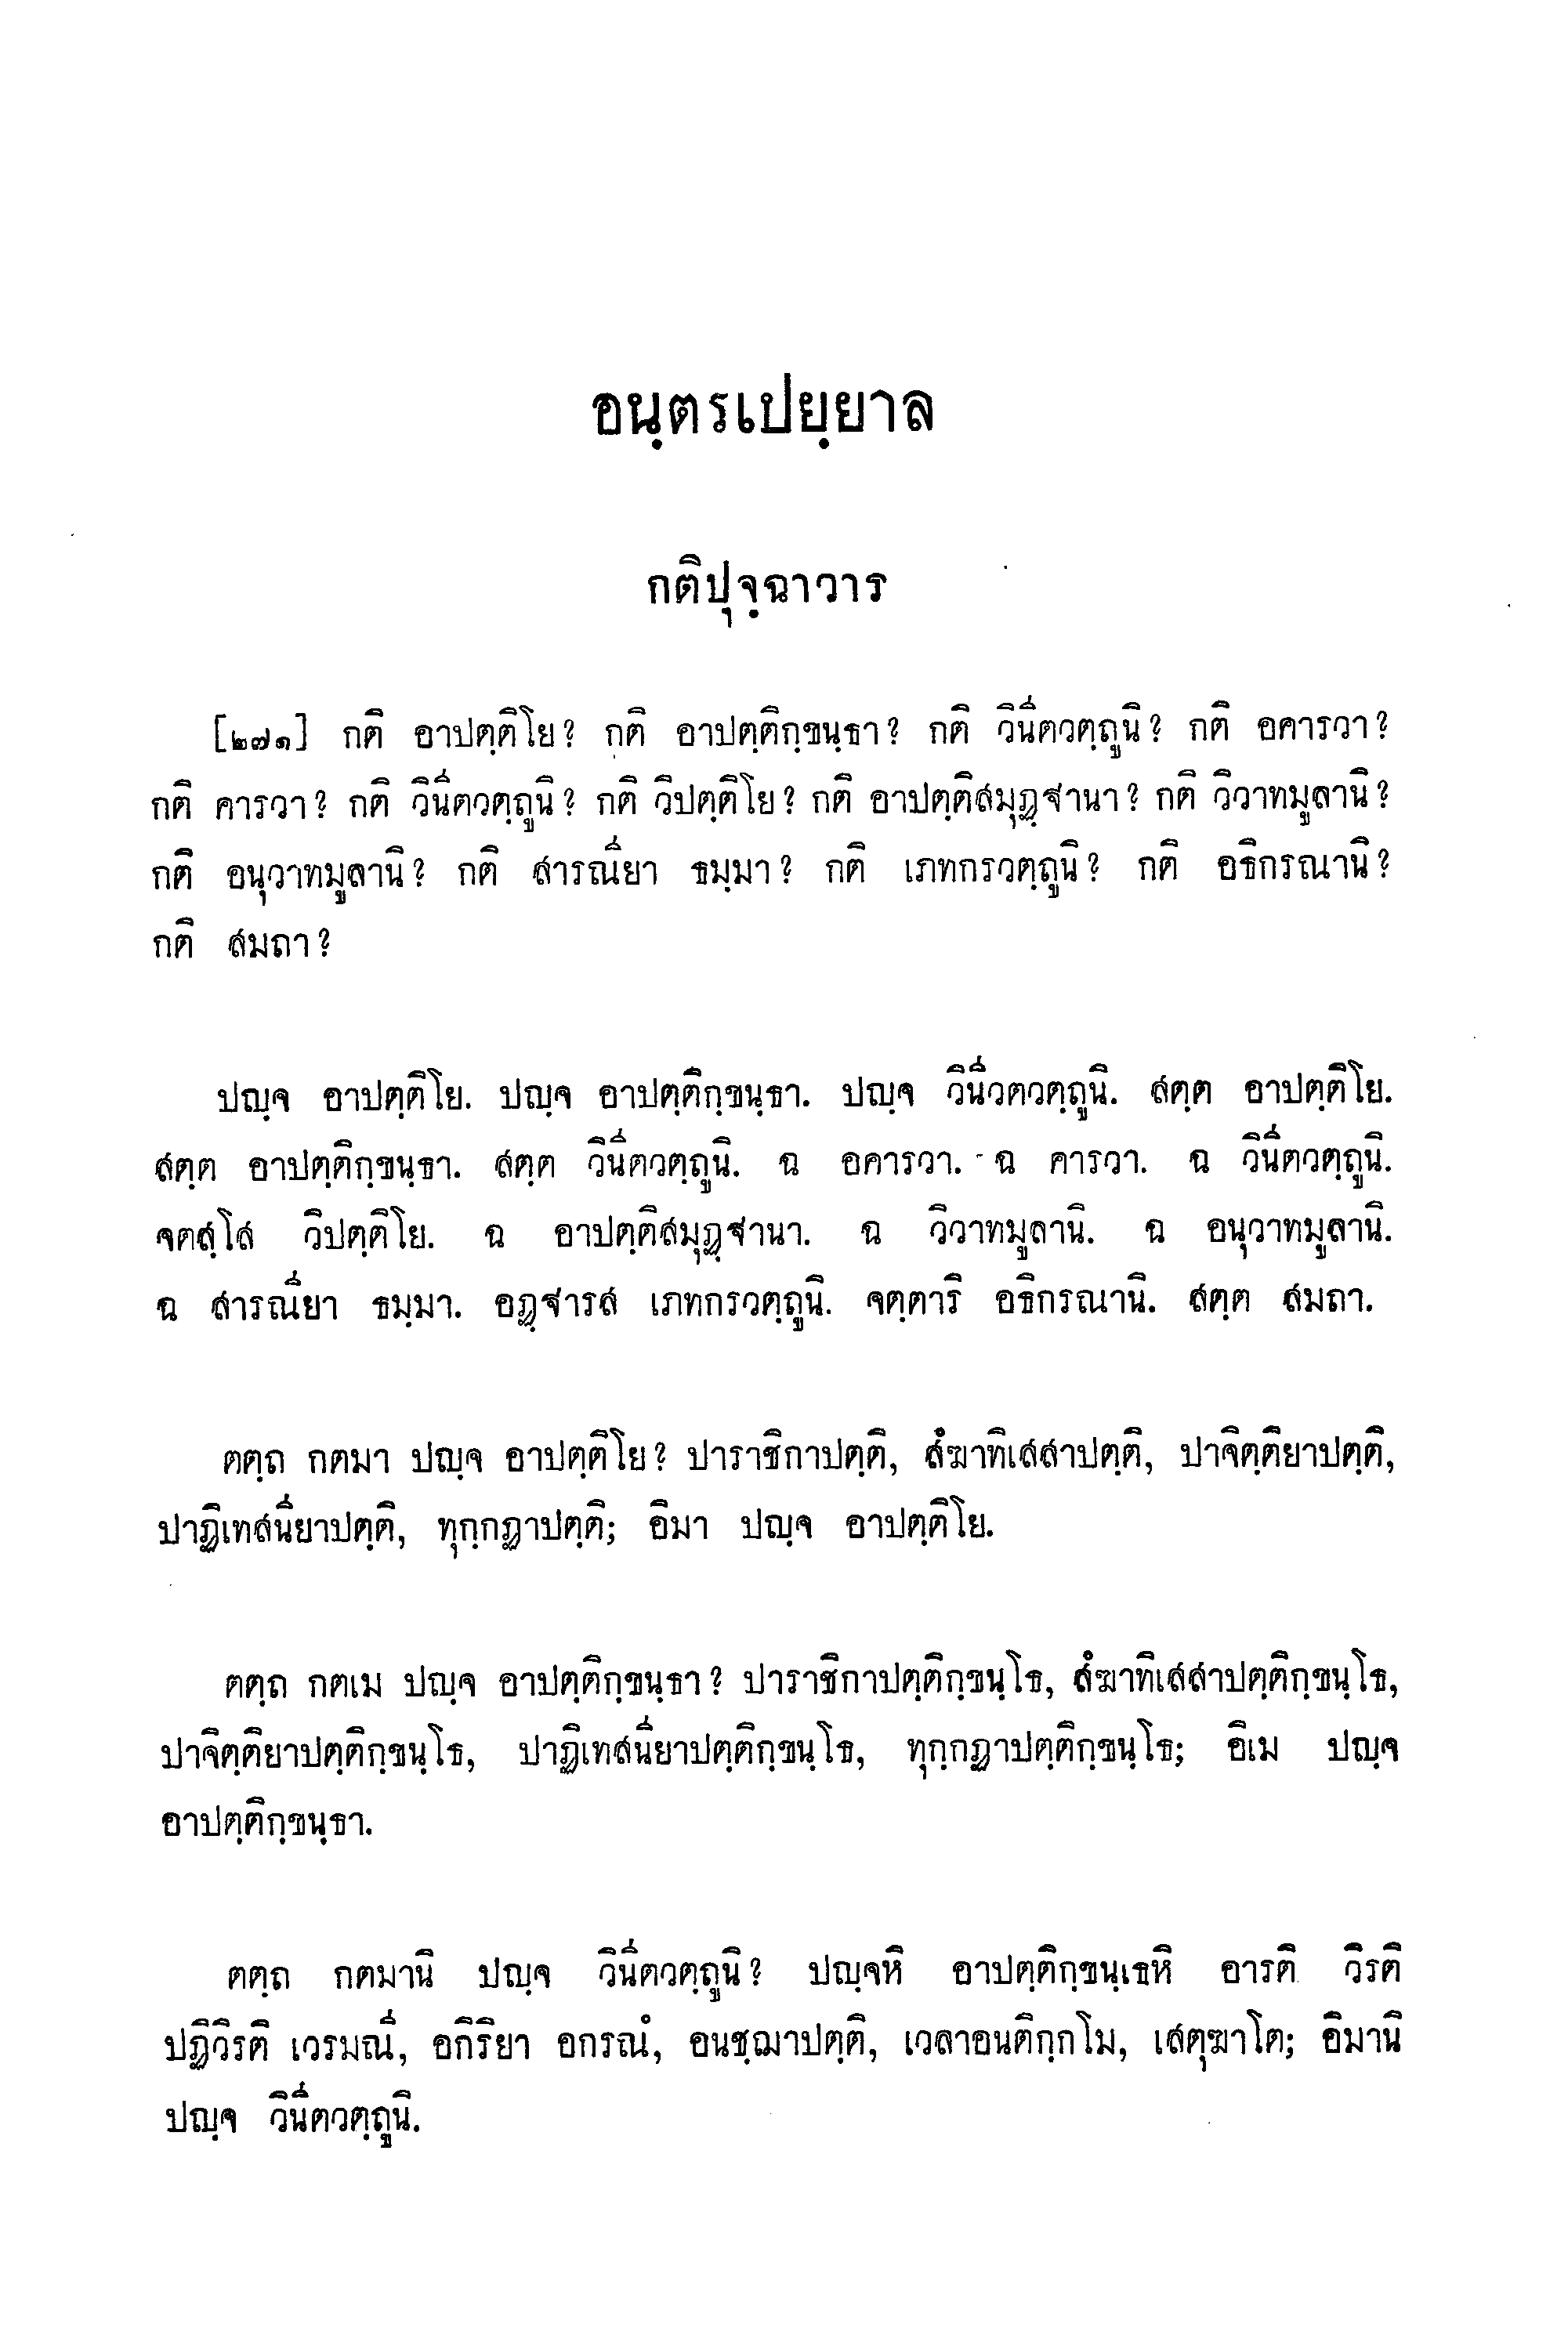 อนฺตรเปยฺยาล
กติปุจฺฉาวาร
[๒๗๑] กติ อาปตฺติโย? กติ อาปตฺติกฺขนฺธา? กติ วินีตวตฺถูนิ? กติ อคารวา?
กติ คารวา? กติ วินีตวตฺถูนิ? กติ วิปตฺติโย? กติ อาปตฺติสมุฏฺฐานา? กติ วิวาทมูลานิ?
กติ อนุวาทมูลานิ? กติ สารณียา ธมฺมา? กติ เภทกรวตฺถูนิ? กติ อธิกรณานิ?
กติ สมถา?
ปญฺจ อาปตฺติโย. ปญฺจ อาปตฺติกฺขนฺธา. ปญฺจ วินีวตวตฺถูนิ. สตฺต อาปตฺติโย.
สตฺต อาปตฺติกฺขนฺธา. สตฺต วินีตวตฺถูนิ. ฉ อคารวา. ฉ คารวา. ฉ วินีตวตฺถูนิ.
จตสฺโส วิปตฺติโย. ฉ อาปตฺติสมุฏฺฐานา. ฉ วิวาทมูลานิ. ฉ อนุวาทมูลานิ.
ฉ สารณียา ธมฺมา. อฏฺฐารส เภทกรวตฺถูนิ. จตฺตาริ อธิกรณานิ. สตฺต สมถา.
ตตฺถ กตมา ปญฺจ อาปตฺติโย? ปาราชิกาปตฺติ, สํฆาทิเสสาปตฺติ, ปาจิตฺติยาปตฺติ,
ปาฏิเทสนียาปตฺติ, ทุกฺกฏาปตฺติ; อิมา ปญฺจ อาปตฺติโย.
ตตฺถ กตเม ปญฺจ อาปตฺติกฺขนฺธา? ปาราชิกาปตฺติกฺขนฺโธ, สํฆาทิเสสาปตฺติกฺขนฺโธ,
ปาจิตฺติยาปตฺติกฺขนฺโธ, ปาฏิเทสนียาปตฺติกฺขนฺโธ, ทุกฺกฏาปตฺติกฺขนฺโธ; อิเม ปญฺจ
อาปตฺติกฺขนฺธา.
ตตฺถ กตมานิ ปญฺจ วินีตวตฺถูนิ? ปญฺจหิ อาปตฺติกฺขนฺเธหิ อารติ วิรติ
ปฏิวิรติ เวรมณี, อกิริยา อกรณํ, อนชฺฌาปตฺติ, เวลาอนติกฺกโม, เสตุฆาโต; อิมานิ
ปญฺจ วินีตวตฺถูนิ.